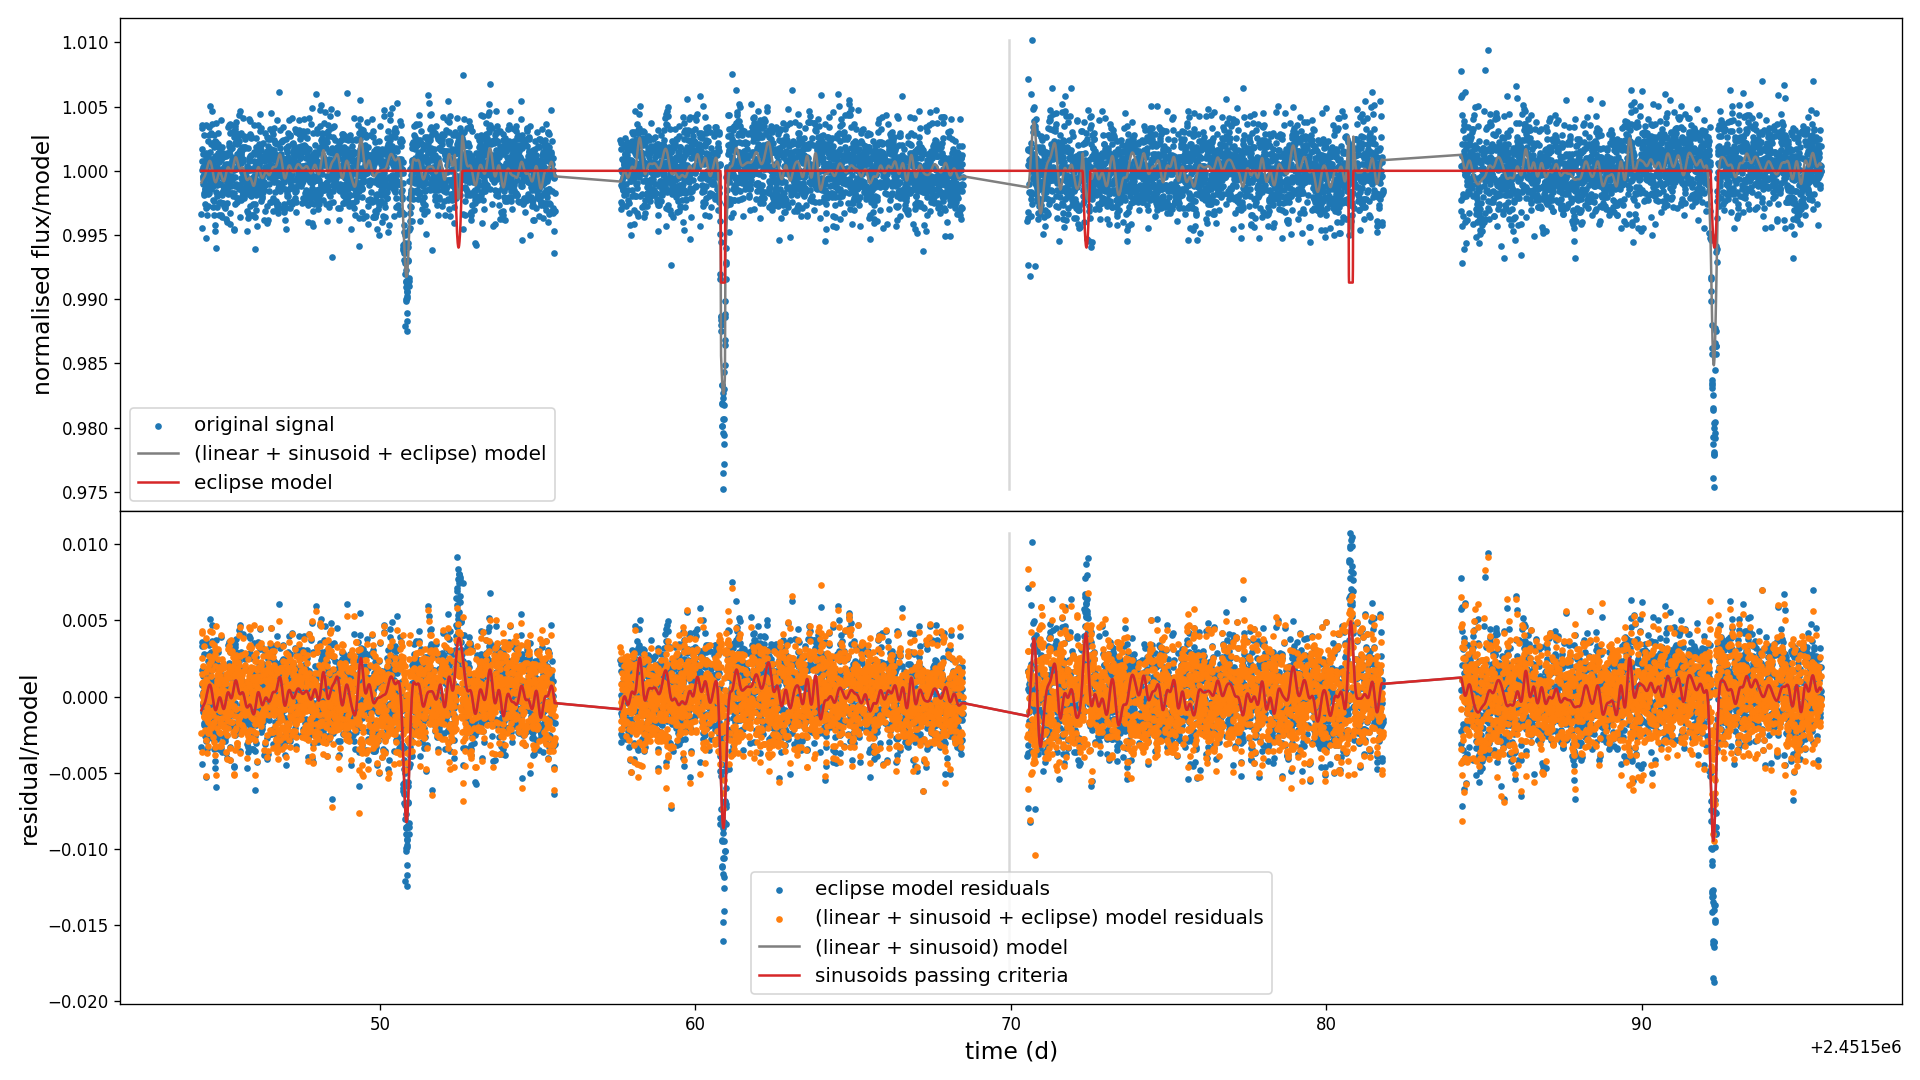 1.010
1.005
1.000
0.995
0.990
0.985
0.980
0.975
normalised flux/model
original signal
(linear + sinusoid + eclipse) model
eclipse model
0.010
0.005
0.000
−0.005
−0.010
−0.015
−0.020
residual/model
eclipse model residuals
(linear + sinusoid + eclipse) model residuals
(linear + sinusoid) model
sinusoids passing criteria
50 60 70 80 90
time (d)
+2.4515e6